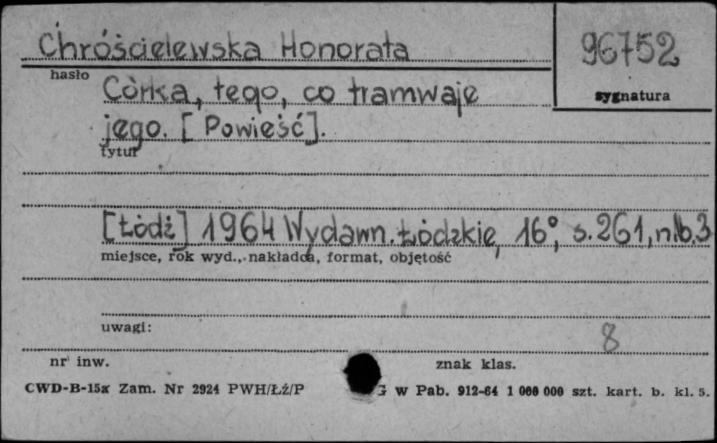 Chróścielewska Honorata
96752
hasło
sygnatura
Córka, tego, co tramwaje
jego. [Powieść].
tytuł
[Łódź] 1964 Wydawn. Łódzkie, 16°, s. 261, nlb. 3
miejsce, rok wyd., nakładca, format, objętość
uwagi:
8
nr inw.
znak klas.
CWD-B-15x Zam. Nr 2924 PWH/ŁŻ/P G w Pab. 912-64 1 000 000 szt. kart. b. kl. 5.